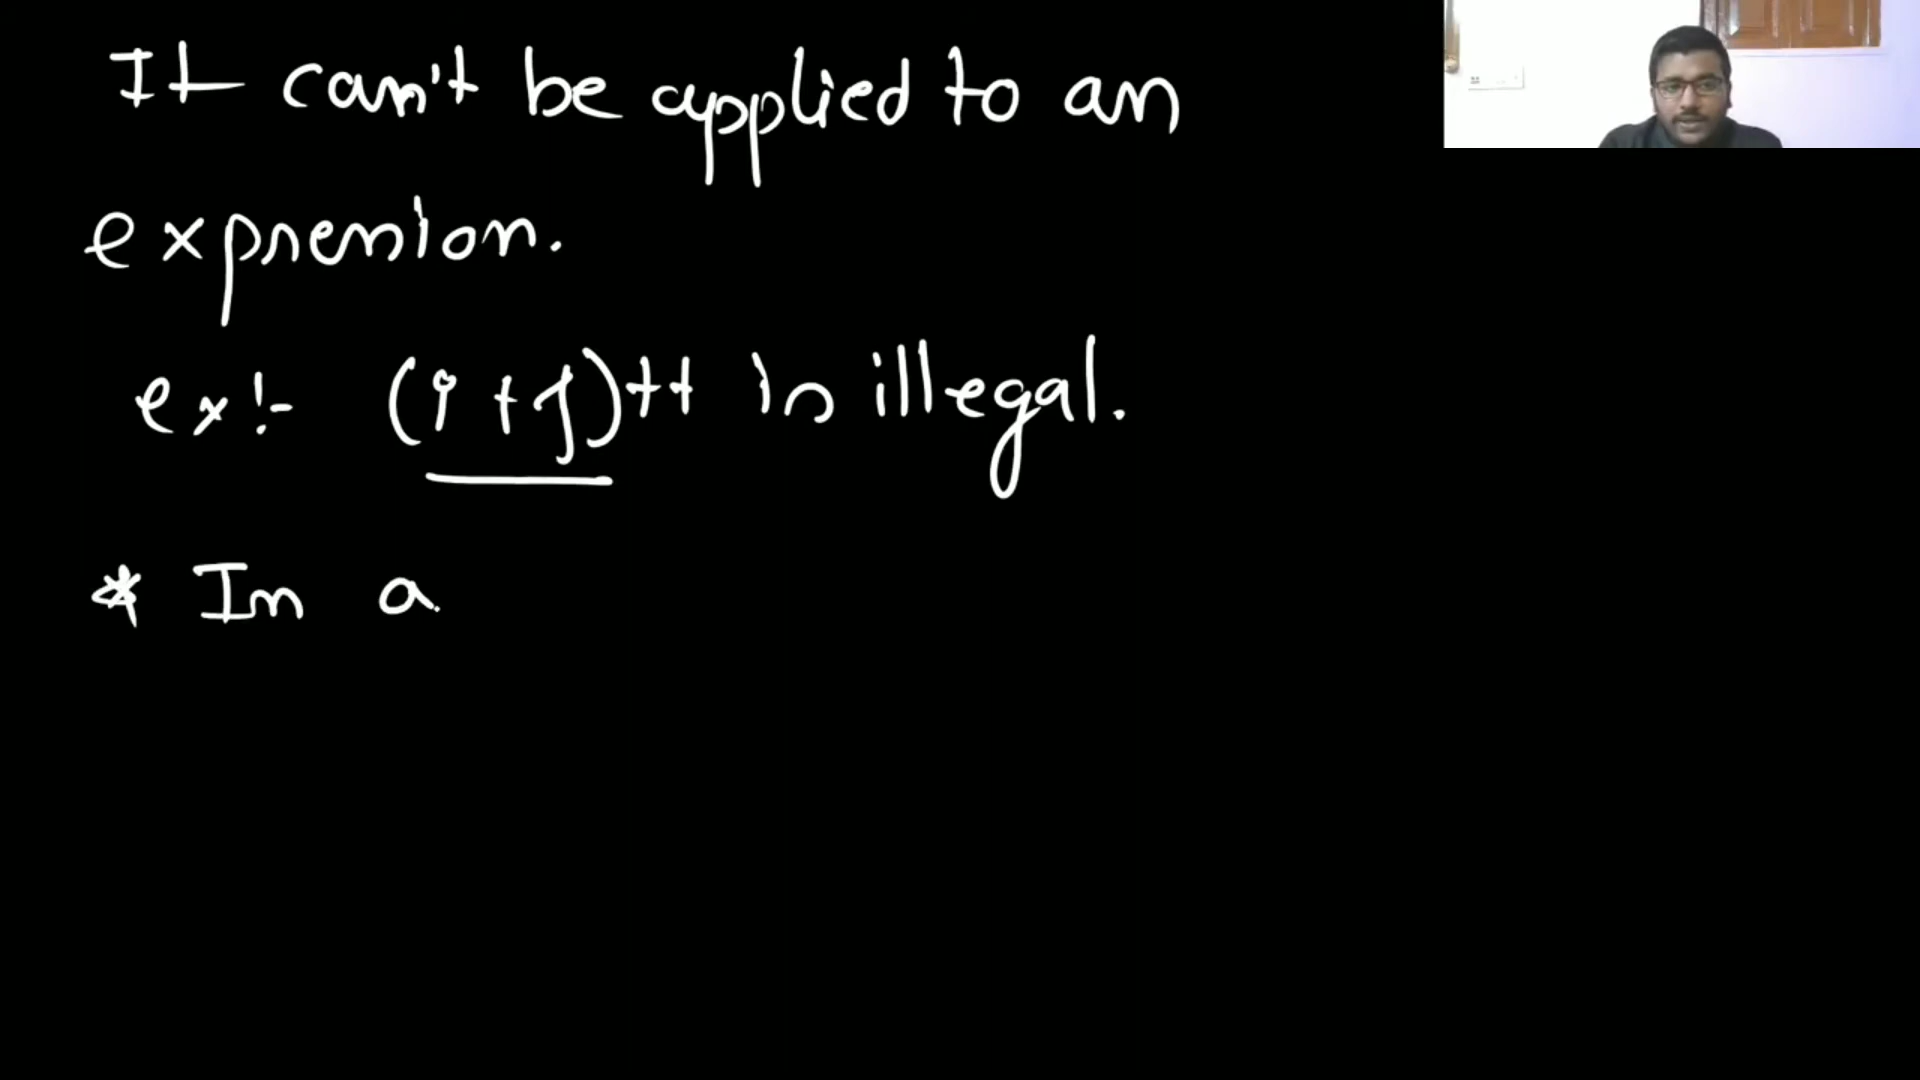 It can't be applied to an
expression.
ex:- (i+j)++ is illegal.
* In a